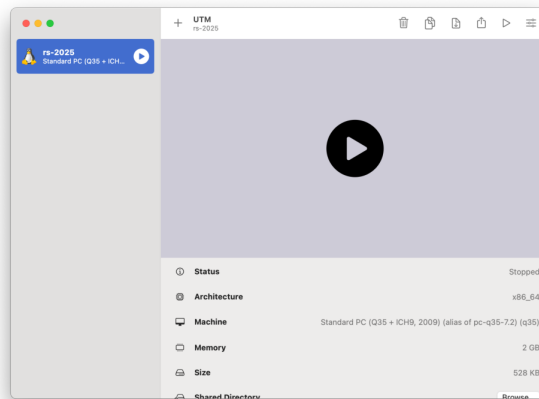 UTM
rs-2025
rs-2025
Standard PC (Q35 + ICH...
Status Stopped
Architecture x86_64
Machine Standard PC (Q35 + ICH9, 2009) (alias of pc-q35-7.2) (q35)
Memory 2 GB
Size 528 KB
Shared Directory Browse...